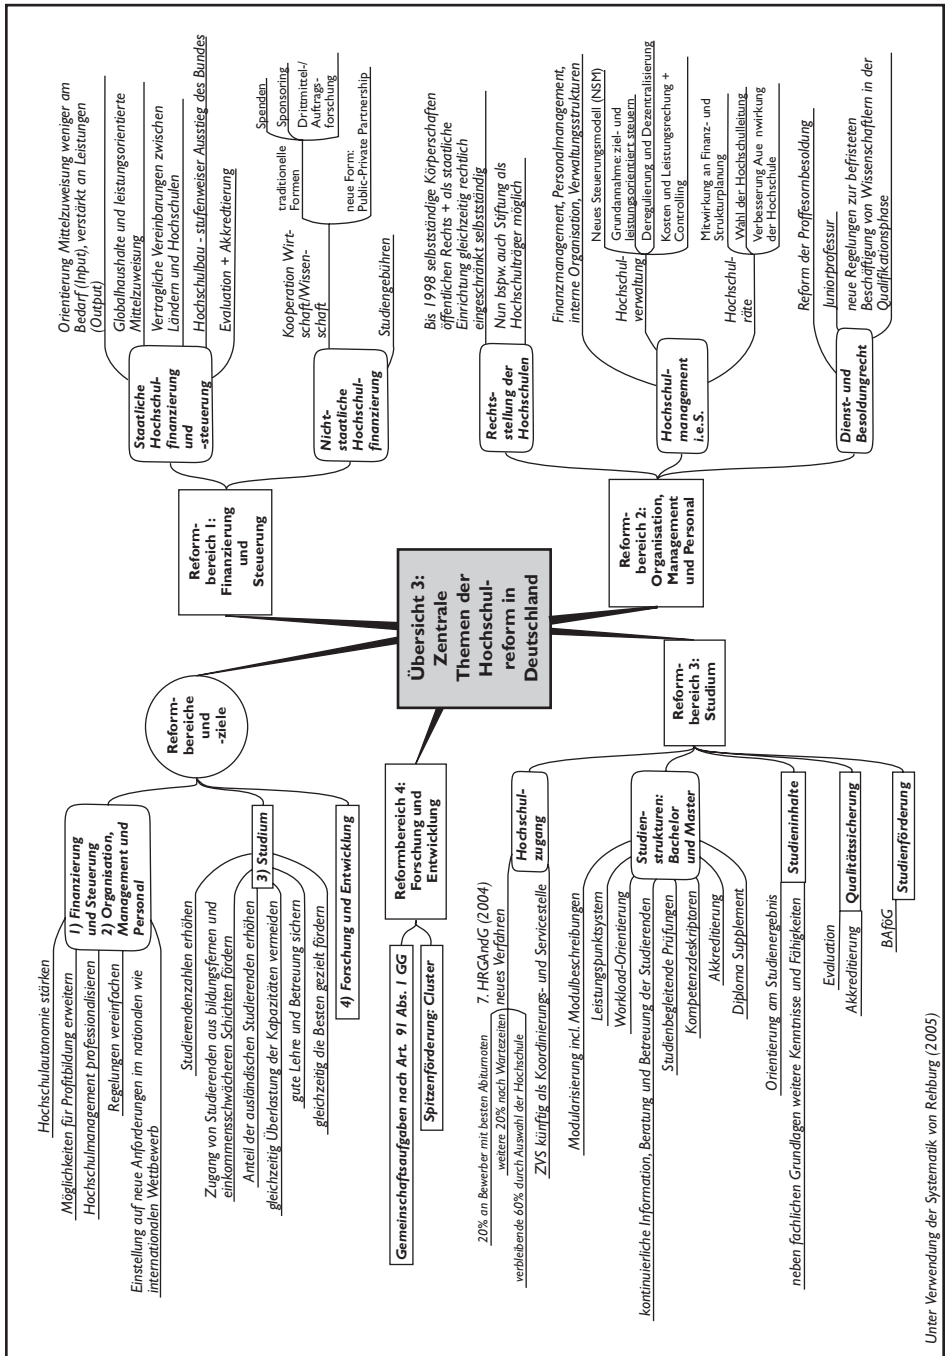 Übersicht 3:
Zentrale
Themen der
Hochschul-
reform in
Deutschland
Reform-
bereiche
und
-ziele
1) Finanzierung
und Steuerung
2) Organisation,
Management und
Personal
Hochschulautonomie stärken
Möglichkeiten für Profitbildung erweitern
Hochschulmanagement professionalisieren
Regelungen vereinfachen
Einstellung auf neue Anforderungen im nationalen wie
internationalen Wettbewerb
3) Studium
Studierendenzahlen erhöhen
Zugang von Studierenden aus bildungsfernen und
einkommensschwächeren Schichten fördern
Anteil der ausländischen Studierenden erhöhen
gleichzeitig Überlastung der Kapazitäten vermeiden
gute Lehre und Betreuung sichern
gleichzeitig die Besten gezielt fördern
4) Forschung und Entwicklung
Reform-
bereich 1:
Finanzierung
und
Steuerung
Staatliche
Hochschul-
finanzierung
und
-steuerung
Orientierung Mittelzuweisung weniger am
Bedarf (Input), verstärkt an Leistungen
(Output)
Globalhaushalte und leistungsorientierte
Mittelzuweisung
Vertragliche Vereinbarungen zwischen
Ländern und Hochschulen
Hochschulbau - stufenweiser Ausstieg des Bundes
Evaluation + Akkredtierung
Nicht-
staatliche
Hochschul-
finanzierung
Kooperation Wirt-
schaft/Wissen-
schaft
traditionelle
Formen
Spenden
Sponsoring
Dritmittel-/
Auftrags-
forschung
neue Form:
Public-Private Partnership
Studiengebühren
Reform-
bereich 2:
Organisation,
Management
und Personal
Rechts-
stellung der
Hochschulen
Bis 1998 selbstständige Körperschaften
öffentlichen Rechts + als staatliche
Einrichtung gleichzeitig rechtlich
eingeschränkt selbstständig
Nun bspw. auch Stiftung als
Hochschulträger möglich
Hochschul-
management
i.e.S.
Finanzmanagement, Personalmanagement,
interne Organisation, Verwaltungsstrukturen
Hochschul-
verwaltung
Neues Steuerungsmodel (NSM)
Grundannahme: ziel- und
leistungsorientiert steuern
Deregulierung und Dezentralisierung
Kosten und Leistungsrechung +
Controlling
Hochschul-
räte
Mitwirkung an Finanz- und
Strukturplanung
Wahl der Hochschulleitung
Verbesserung Aue nwirkung
der Hochschule
Dienst- und
Besoldungrecht
Reform der Proffesornbesoldung
Juniorprofessur
neue Regelungen zur befristeten
Beschäftigung von Wissenschaftlern in der
Qualifikationsphase
Reformbereich 4:
Forschung und
Entwicklung
Gemeinschaftsaufgaben nach Art. 91 Abs. 1 GG
Spitzenförderung: Cluster
Reform-
bereich 3:
Studium
Hochschul-
zugang
7. HRGÄndG (2004)
neues Verfahren
20% an Bewerber mit besten Abiturnoten
weitere 20% nach Wartezeiten
verbleibende 60% durch Auswahl der Hochschule
ZVS künftig als Koordinierungs- und Servicestelle
Studien-
strukturen:
Bachelor
und Master
Modularisierung incl. Modulbeschreibungen
Leistungspunktsystem
Workload-Orientierung
kontinuierliche Information, Beratung und Betreuung der Studierenden
Studienbegleitende Prüfungen
Kompetenzdeskriptoren
Akkreditierung
Diploma Supplement
Studieninhalte
Orientierung am Studienergebnis
neben fachlichen Grundlagen weitere Kenntnisse und Fähigkeiten
Qualitätssicherung
Evaluation
Akkreditierung
Studienförderung
BAföG
Unter Verwendung der Systematik von Rehburg (2005)